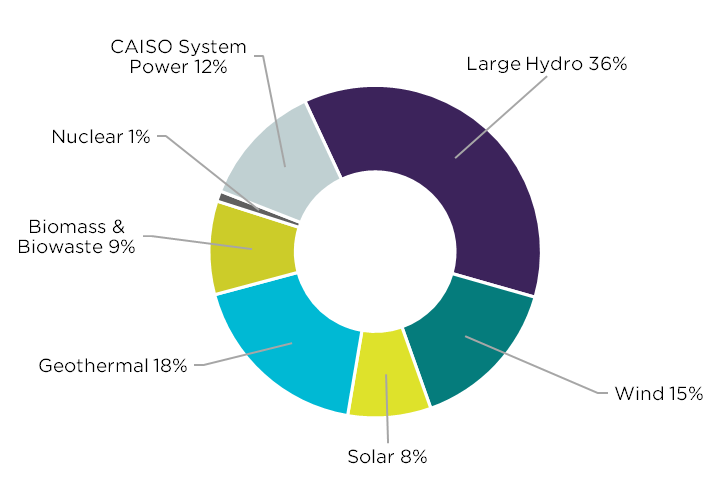 CAISO System
Power 12%
Large Hydro 36%
Nuclear 1%
Biomass &
Biowaste 9%
Geothermal 18%
Wind 15%
Solar 8%